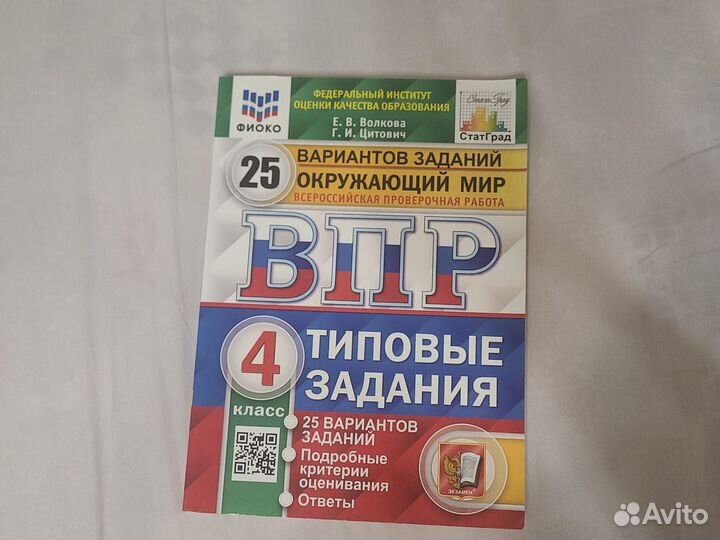 ФИОКО
ФЕДЕРАЛЬНЫЙ ИНСТИТУТ
ОЦЕНКИ КАЧЕСТВА ОБРАЗОВАНИЯ
Е. В. Волкова
Г. И. Цитович
СтатГрад
СтатГрад
25
ВАРИАНТОВ ЗАДАНИЙ
ОКРУЖАЮЩИЙ МИР
ВСЕРОССИЙСКАЯ ПРОВЕРОЧНАЯ РАБОТА
ВПР
4
класс
ТИПОВЫЕ
ЗАДАНИЯ
25 ВАРИАНТОВ
ЗАДАНИЙ
Подробные
критерии
оценивания
Ответы
ЭКЗАМЕН
Avito